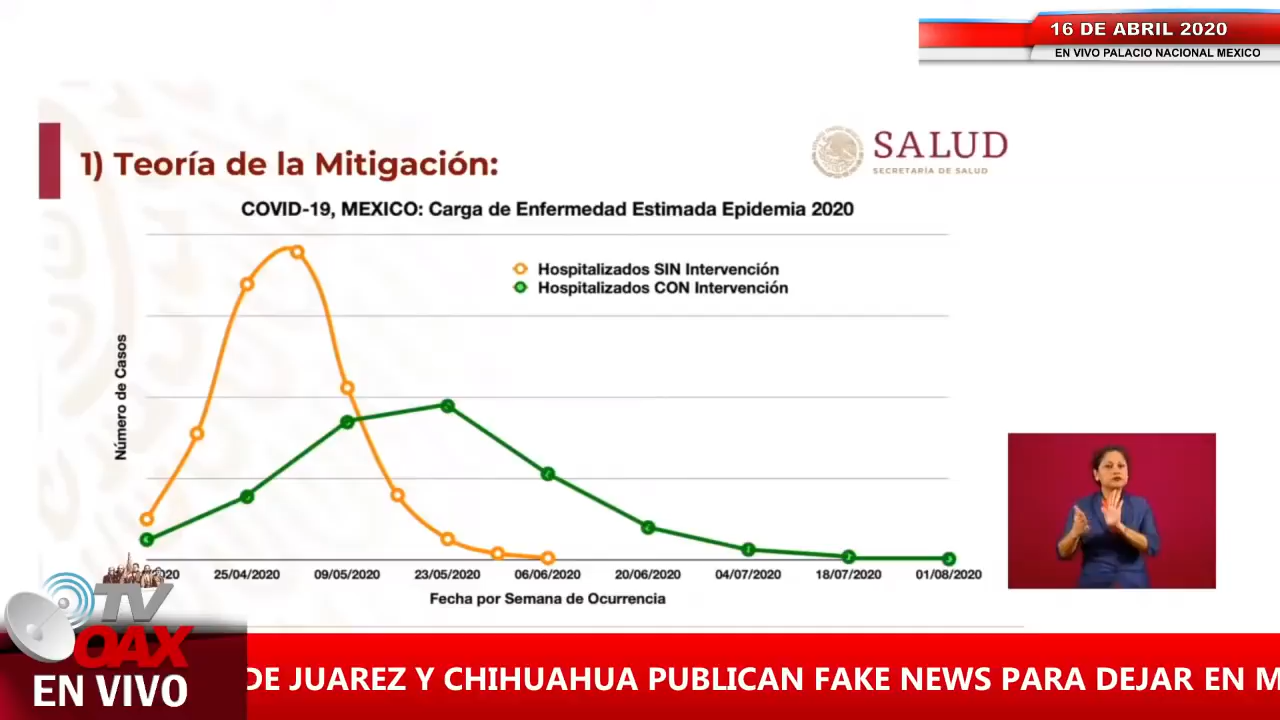 16 DE ABRIL 2020
EN VIVO PALACIO NACIONAL MEXICO
1) Teoría de la Mitigación:
SALUD
SECRETARÍA DE SALUD
COVID-19, MEXICO: Carga de Enfermedad Estimada Epidemia 2020
Hospitalizados SIN Intervención
Hospitalizados CON Intervención
Número de Casos
2020 25/04/2020 09/05/2020 23/05/2020 06/06/2020 20/06/2020 04/07/2020 18/07/2020 01/08/2020
Fecha por Semana de Ocurrencia
TV
OAX
EN VIVO
DE JUAREZ Y CHIHUAHUA PUBLICAN FAKE NEWS PARA DEJAR EN M